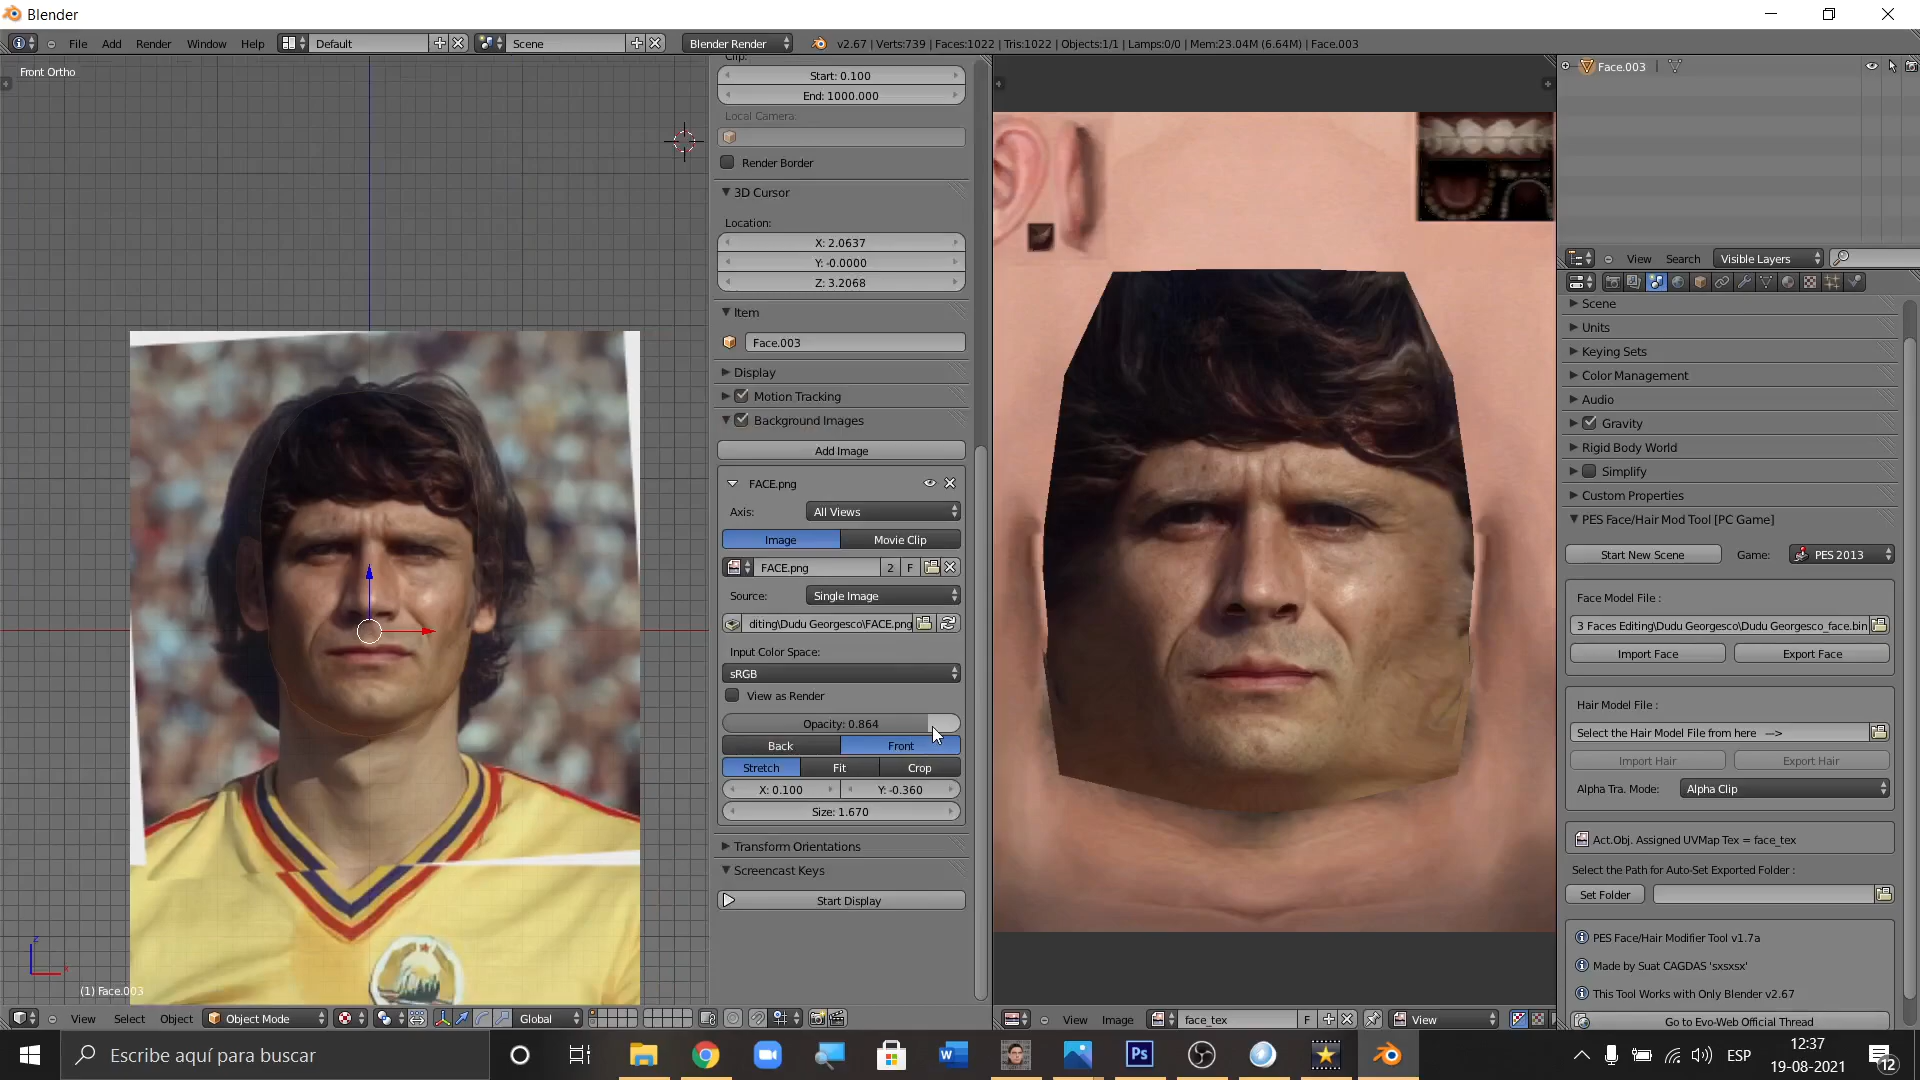 Blender
File Add Render Window Help Default Scene Blender Render v2.67 | Verts:739 | Faces:1022 | Tris:1022 | Objects:1/1 | Lamps:0/0 | Mem:23.04M (6.64M) | Face.003
Front Ortho
Clip:
Start: 0.100
End: 1000.000
Local Camera:
Render Border
3D Cursor
Location:
X: 2.0637
Y: -0.0000
Z: 3.2068
Item
Face.003
Display
Motion Tracking
Background Images
Add Image
FACE.png
Axis: All Views
Image Movie Clip
FACE.png 2 F
Source: Single Image
diting\Dudu Georgesco\FACE.png
Input Color Space:
sRGB
View as Render
Opacity: 0.864
Back Front
Stretch Fit Crop
X: 0.100 Y: -0.360
Size: 1.670
Transform Orientations
Screencast Keys
Start Display
z
x
(1) Face.003
View Select Object Object Mode Global
View Image face_tex F View
Face.003
View Search Visible Layers
Scene
Units
Keying Sets
Color Management
Audio
Gravity
Rigid Body World
Simplify
Custom Properties
PES Face/Hair Mod Tool [PC Game]
Start New Scene Game: PES 2013
Face Model File :
3 Faces Editing\Dudu Georgesco\Dudu Georgesco_face.bin
Import Face Export Face
Hair Model File :
Select the Hair Model File from here --->
Import Hair Export Hair
Alpha Tra. Mode: Alpha Clip
Act.Obj. Assigned UVMap Tex = face_tex
Select the Path for Auto-Set Exported Folder :
Set Folder
PES Face/Hair Modifier Tool v1.7a
Made by Suat CAGDAS 'sxsxsx'
This Tool Works with Only Blender v2.67
Go to Evo-Web Official Thread
Escribe aquí para buscar
W
Ps
ESP
12:37
19-08-2021
12